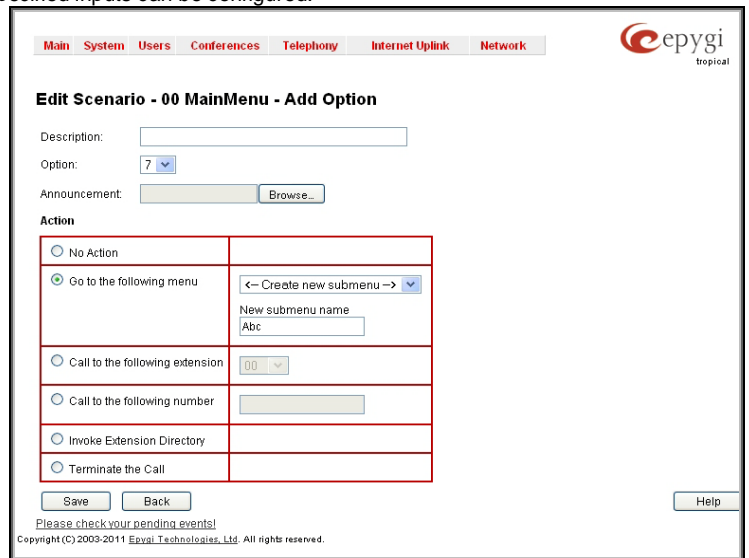 Main System Users Conferences Telephony Internet Uplink Network
epygi
tropical
Edit Scenario - 00 MainMenu - Add Option
Description:
Option: 7
Announcement: Browse...
Action
No Action
Go to the following menu <-- Create new submenu -->
New submenu name
Abc
Call to the following extension 00
Call to the following number
Invoke Extension Directory
Terminate the Call
Save Back Help
Please check your pending events!
Copyright (C) 2003-2011 Epygi Technologies, Ltd. All rights reserved.